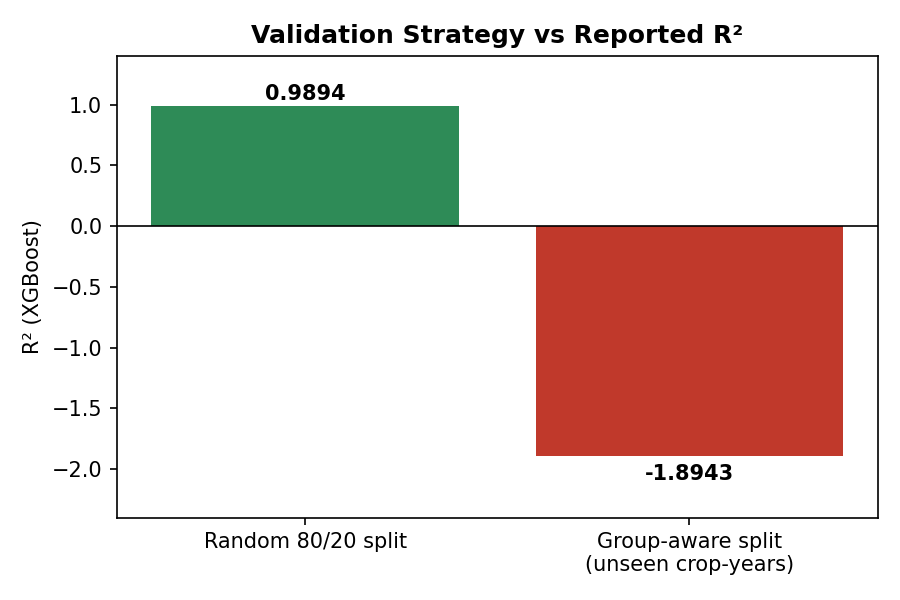 Validation Strategy vs Reported R²
0.9894
1.0
0.5
0.0
−0.5
−1.0
−1.5
−2.0
R² (XGBoost)
-1.8943
Random 80/20 split
Group-aware split
(unseen crop-years)